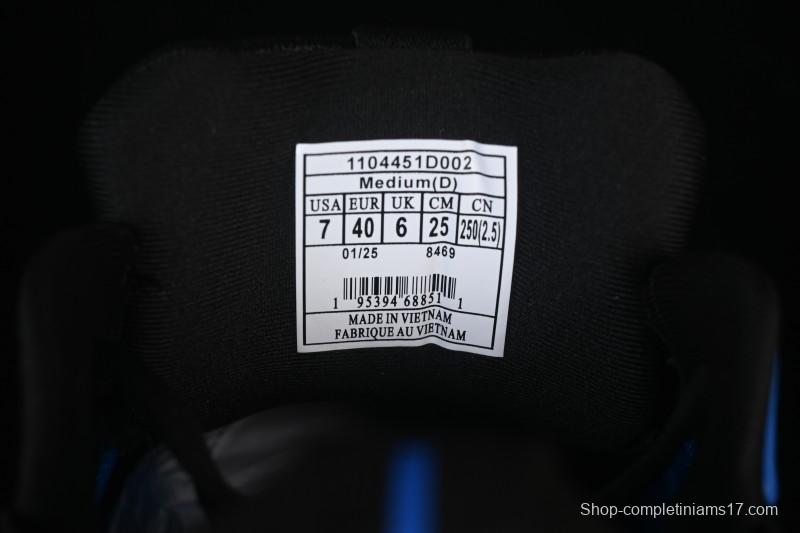 1104451D002
Medium(D)
USA EUR UK CM CN
7 40 6 25 250(2.5)
01/25 8469
1 95394 68851 1
MADE IN VIETNAM
FABRIQUE AU VIETNAM
Shop-completiniams17.com